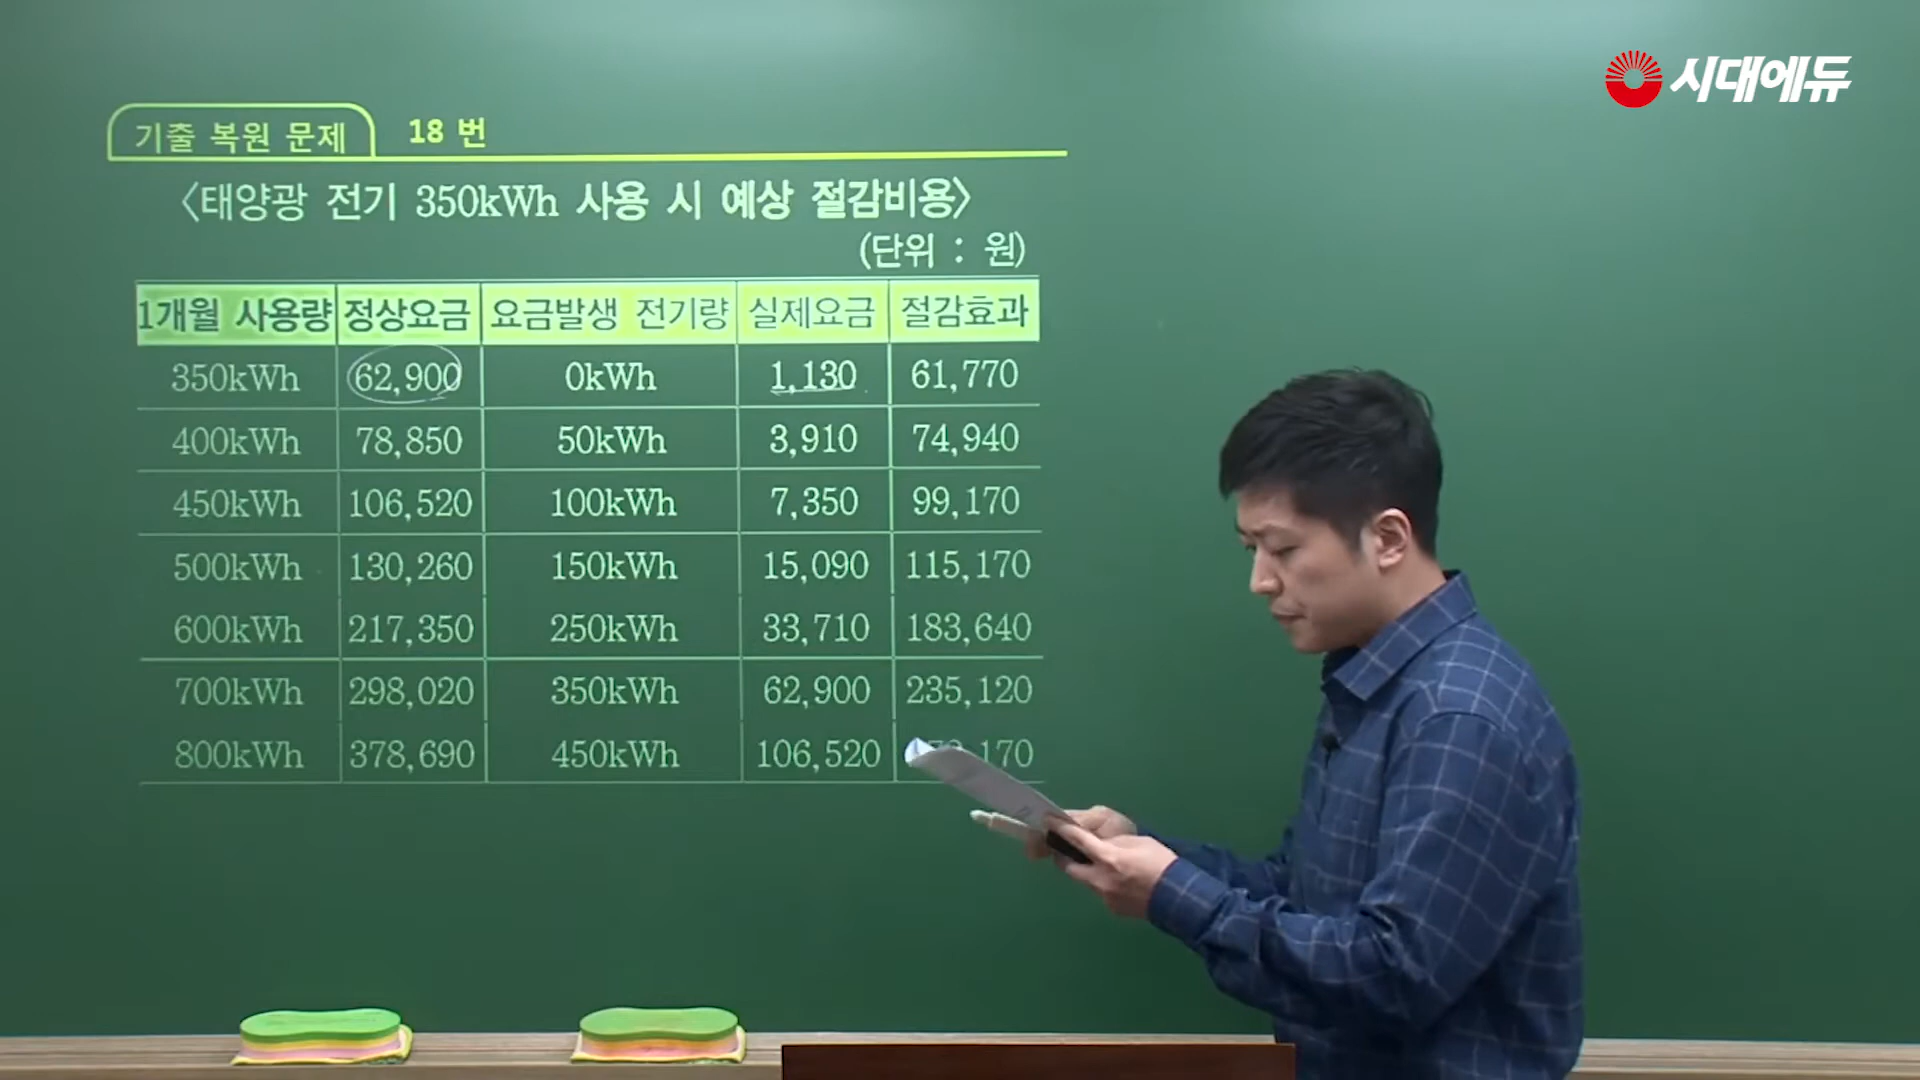 시대에듀
기출 복원 문제 18 번
〈태양광 전기 350kWh 사용 시 예상 절감비용〉
(단위 : 원)
1개월 사용량 정상요금 요금발생 전기량 실제요금 절감효과
350kWh 62,900 0kWh 1,130 61,770
400kWh 78,850 50kWh 3,910 74,940
450kWh 106,520 100kWh 7,350 99,170
500kWh 130,260 150kWh 15,090 115,170
600kWh 217,350 250kWh 33,710 183,640
700kWh 298,020 350kWh 62,900 235,120
800kWh 378,690 450kWh 106,520